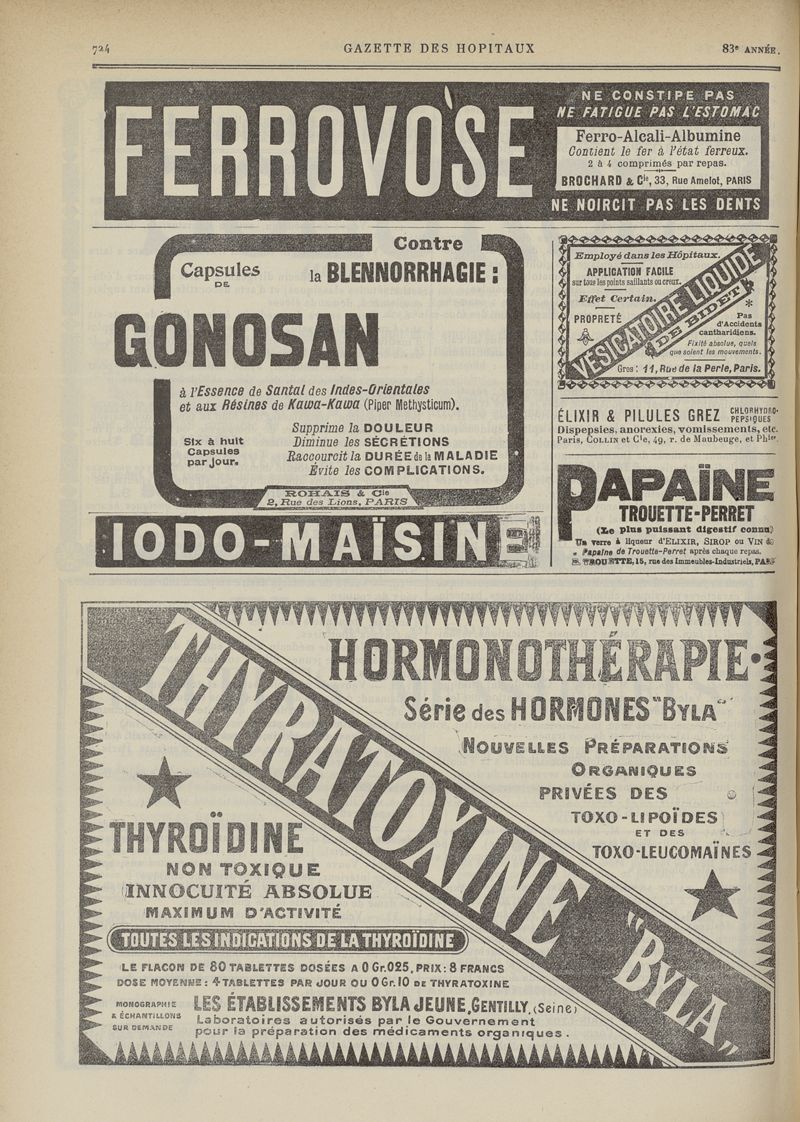 724
GAZETTE DES HOPITAUX
83e ANNÉE.
FERROVOSE
NE CONSTIPE PAS
NE FATIGUE PAS L'ESTOMAC
Ferro-Alcali-Albumine
Contient le fer à l'état ferreux.
2 à 4 comprimés par repas.
BROCHARD & Cie, 33, Rue Amelot, PARIS
NE NOIRCIT PAS LES DENTS
Contre
Capsules
DE
la BLENNORRHAGIE :
GONOSAN
à l'Essence de Santal des Indes-Orientales
et aux Résines de Kawa-Kawa (Piper Methysticum).
Six à huit
Capsules
par Jour.
Supprime la DOULEUR
Diminue les SÉCRÉTIONS
Raccourcit la DURÉE de la MALADIE
Évite les COMPLICATIONS.
ROHAIS & Cie
2, Rue des Lions, PARIS
IODO-MAÏSIN
Employé dans les Hôpitaux.
APPLICATION FACILE
sur tous les points saillants ou creux.
Effet Certain.
PROPRETÉ
VÉSICATOIRE LIQUIDE
DE BIDET
Pas
d'Accidents
cantharidiens.
Fixité absolue, quels
que soient les mouvements.
Gros : 11, Rue de la Perle, Paris.
ÉLIXIR & PILULES GREZ CHLORHYDRO-PEPSIQUES
Dispepsies, anorexies, vomissements, etc.
Paris, COLLIN et Cie, 49, r. de Maubeuge, et Phies.
PAPAÏNE
TROUETTE-PERRET
(Le plus puissant digestif connu)
Un verre à liqueur d'ELIXIR, SIROP ou VIN de
Papaïne de Trouette-Perret après chaque repas.
E. TROUETTE, 15, rue des Immeubles-Industriels, PARIS
HORMONOTHÉRAPIE
Série des HORMONES "BYLA"
NOUVELLES PRÉPARATIONS
ORGANIQUES
PRIVÉES DES
TOXO-LIPOÏDES
ET DES
TOXO-LEUCOMAÏNES
THYRATOXINE "BYLA"
THYROÏDINE
NON TOXIQUE
INNOCUITÉ ABSOLUE
MAXIMUM D'ACTIVITÉ
TOUTES LES INDICATIONS DE LA THYROÏDINE
LE FLACON DE 80 TABLETTES DOSÉES A 0 Gr.025, PRIX : 8 FRANCS
DOSE MOYENNE : 4 TABLETTES PAR JOUR OU 0 Gr.10 DE THYRATOXINE
MONOGRAPHIE
& ÉCHANTILLONS
SUR DEMANDE
LES ÉTABLISSEMENTS BYLA JEUNE, GENTILLY, (Seine)
Laboratoires autorisés par le Gouvernement
pour la préparation des médicaments organiques.